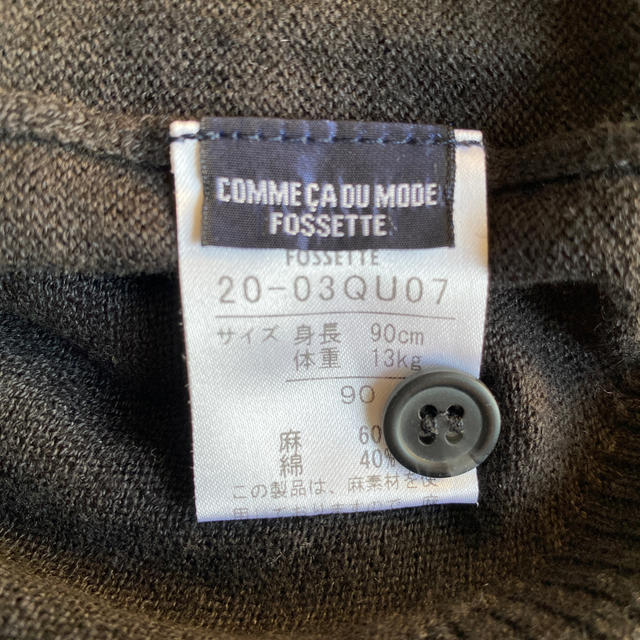 COMME ÇA DU MODE
FOSSETTE
FOSSETTE
20-03QU07
サイズ 身長 90cm
体重 13kg
90
麻 60
綿 40%
この製品は、麻素材を使